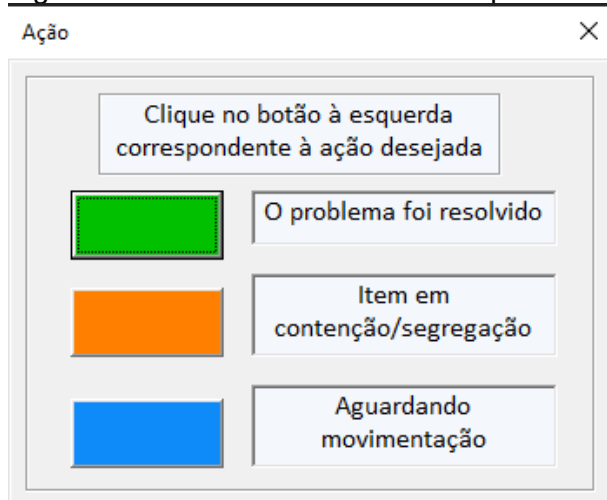 Ação
Clique no botão à esquerda
correspondente à ação desejada
O problema foi resolvido
Item em
contenção/segregação
Aguardando
movimentação